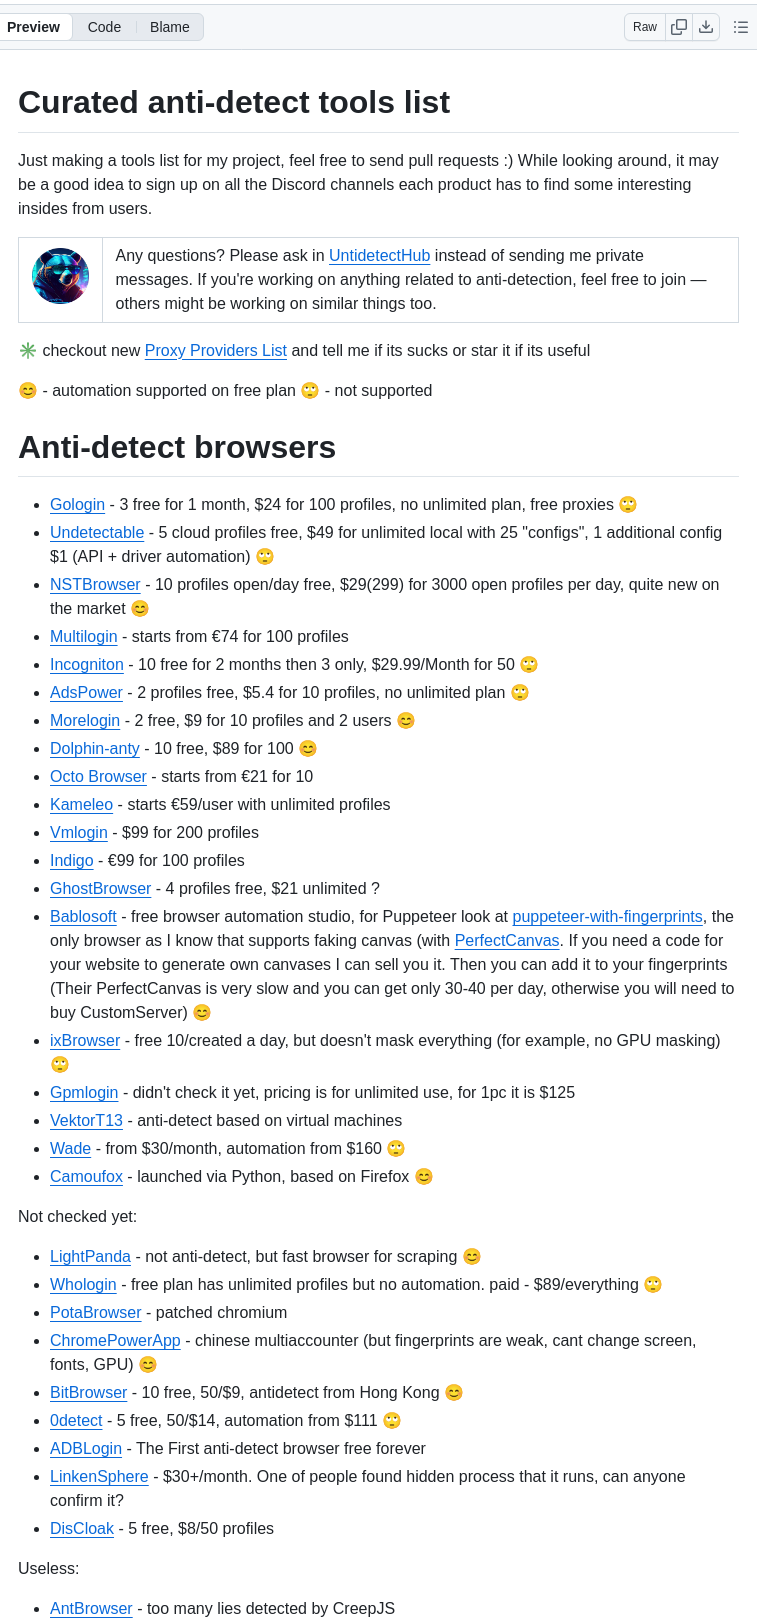 Preview Code Blame Raw
Curated anti-detect tools list
Just making a tools list for my project, feel free to send pull requests :) While looking around, it may
be a good idea to sign up on all the Discord channels each product has to find some interesting
insides from users.
Any questions? Please ask in UntidetectHub instead of sending me private
messages. If you're working on anything related to anti-detection, feel free to join —
others might be working on similar things too.
✳️ checkout new Proxy Providers List and tell me if its sucks or star it if its useful
😊 - automation supported on free plan 🙄 - not supported
Anti-detect browsers
• Gologin - 3 free for 1 month, $24 for 100 profiles, no unlimited plan, free proxies 🙄
• Undetectable - 5 cloud profiles free, $49 for unlimited local with 25 "configs", 1 additional config
$1 (API + driver automation) 🙄
• NSTBrowser - 10 profiles open/day free, $29(299) for 3000 open profiles per day, quite new on
the market 😊
• Multilogin - starts from €74 for 100 profiles
• Incogniton - 10 free for 2 months then 3 only, $29.99/Month for 50 🙄
• AdsPower - 2 profiles free, $5.4 for 10 profiles, no unlimited plan 🙄
• Morelogin - 2 free, $9 for 10 profiles and 2 users 😊
• Dolphin-anty - 10 free, $89 for 100 😊
• Octo Browser - starts from €21 for 10
• Kameleo - starts €59/user with unlimited profiles
• Vmlogin - $99 for 200 profiles
• Indigo - €99 for 100 profiles
• GhostBrowser - 4 profiles free, $21 unlimited ?
• Bablosoft - free browser automation studio, for Puppeteer look at puppeteer-with-fingerprints, the
only browser as I know that supports faking canvas (with PerfectCanvas. If you need a code for
your website to generate own canvases I can sell you it. Then you can add it to your fingerprints
(Their PerfectCanvas is very slow and you can get only 30-40 per day, otherwise you will need to
buy CustomServer) 😊
• ixBrowser - free 10/created a day, but doesn't mask everything (for example, no GPU masking)
🙄
• Gpmlogin - didn't check it yet, pricing is for unlimited use, for 1pc it is $125
• VektorT13 - anti-detect based on virtual machines
• Wade - from $30/month, automation from $160 🙄
• Camoufox - launched via Python, based on Firefox 😊
Not checked yet:
• LightPanda - not anti-detect, but fast browser for scraping 😊
• Whologin - free plan has unlimited profiles but no automation. paid - $89/everything 🙄
• PotaBrowser - patched chromium
• ChromePowerApp - chinese multiaccounter (but fingerprints are weak, cant change screen,
fonts, GPU) 😊
• BitBrowser - 10 free, 50/$9, antidetect from Hong Kong 😊
• 0detect - 5 free, 50/$14, automation from $111 🙄
• ADBLogin - The First anti-detect browser free forever
• LinkenSphere - $30+/month. One of people found hidden process that it runs, can anyone
confirm it?
• DisCloak - 5 free, $8/50 profiles
Useless:
• AntBrowser - too many lies detected by CreepJS